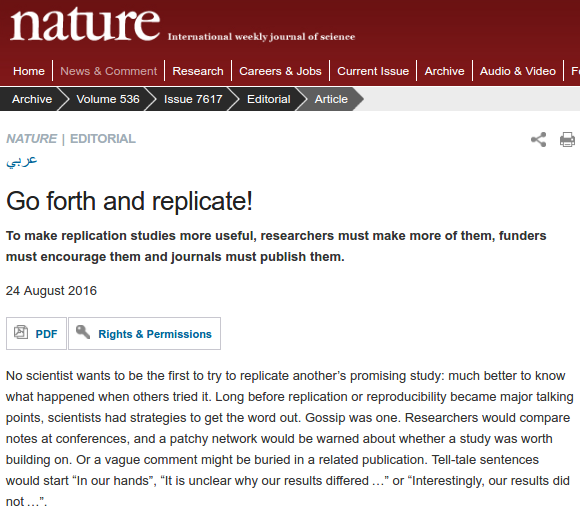 nature International weekly journal of science
Home News & Comment Research Careers & Jobs Current Issue Archive Audio & Video
Archive Volume 536 Issue 7617 Editorial Article
NATURE | EDITORIAL
عربي
Go forth and replicate!
To make replication studies more useful, researchers must make more of them, funders
must encourage them and journals must publish them.
24 August 2016
PDF Rights & Permissions
No scientist wants to be the first to try to replicate another’s promising study: much better to know
what happened when others tried it. Long before replication or reproducibility became major talking
points, scientists had strategies to get the word out. Gossip was one. Researchers would compare
notes at conferences, and a patchy network would be warned about whether a study was worth
building on. Or a vague comment might be buried in a related publication. Tell-tale sentences
would start “In our hands”, “It is unclear why our results differed …” or “Interestingly, our results did
not …”.